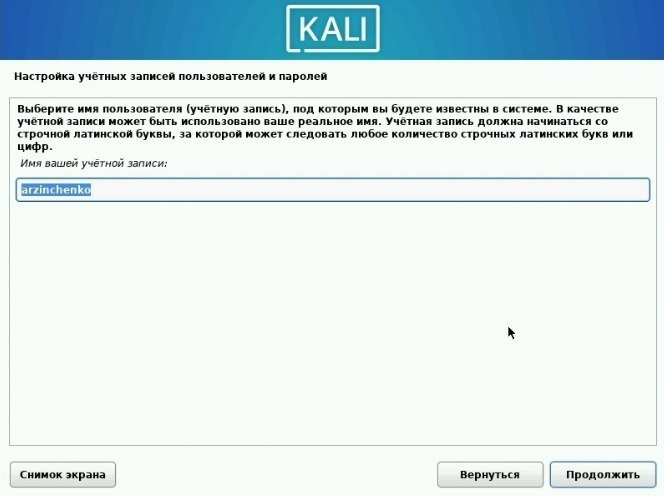 KALI
Настройка учётных записей пользователей и паролей
Выберите имя пользователя (учётную запись), под которым вы будете известны в системе. В качестве
учётной записи может быть использовано ваше реальное имя. Учётная запись должна начинаться со
строчной латинской буквы, за которой может следовать любое количество строчных латинских букв или
цифр.
Имя вашей учётной записи:
arzinchenko
Снимок экрана
Вернуться
Продолжить